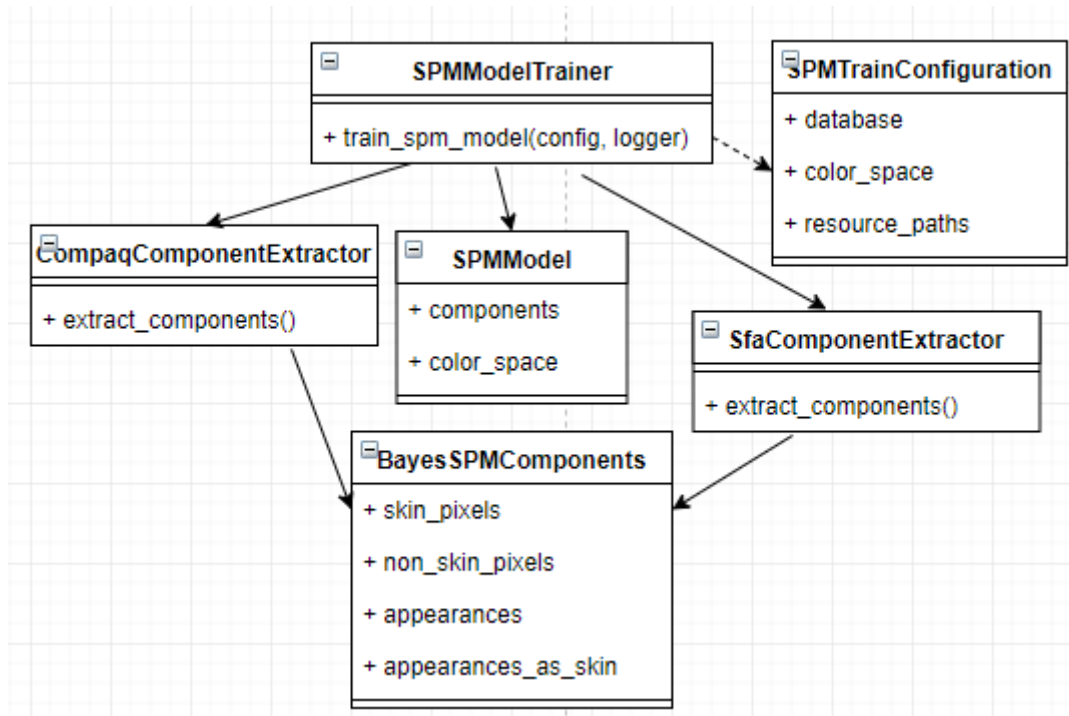 SPMModelTrainer
+ train_spm_model(config, logger)
SPMTrainConfiguration
+ database
+ color_space
+ resource_paths
CompaqComponentExtractor
+ extract_components()
SPMModel
+ components
+ color_space
SfaComponentExtractor
+ extract_components()
BayesSPMComponents
+ skin_pixels
+ non_skin_pixels
+ appearances
+ appearances_as_skin